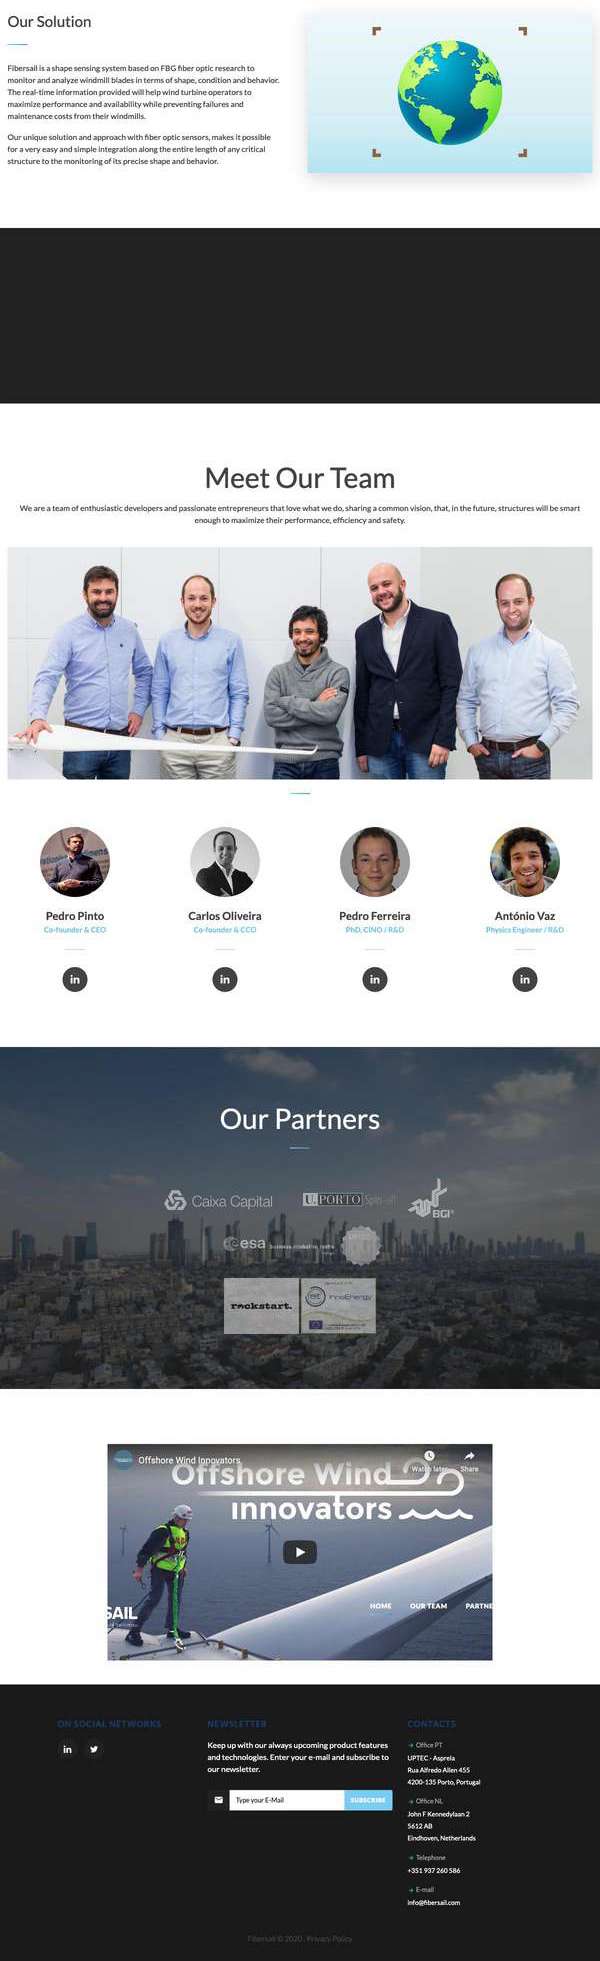 Our Solution
Fibersail is a shape sensing system based on FBG fiber optic research to
monitor and analyze windmill blades in terms of shape, condition and behavior.
The real-time information provided will help wind turbine operators to
maximize performance and availability while preventing failures and
maintenance costs from their windmills.
Our unique solution and approach with fiber optic sensors, makes it possible
for a very easy and simple integration along the entire length of any critical
structure to the monitoring of its precise shape and behavior.
Meet Our Team
We are a team of enthusiastic developers and passionate entrepreneurs that love what we do, sharing a common vision, that, in the future, structures will be smart
enough to maximize their performance, efficiency and safety.
Pedro Pinto
Co-founder & CEO
Carlos Oliveira
Co-founder & CCO
Pedro Ferreira
PhD, CINO / R&D
António Vaz
Physics Engineer / R&D
in in in in
Our Partners
Caixa Capital
U.PORTO Spin-off
BGI
esa
rockstart.
InnoEnergy
Offshore Wind Innovators
Watch later
Share
Offshore Wind
innovators
HOME OUR TEAM PARTNE
SAIL
ON SOCIAL NETWORKS
in
NEWSLETTER
Keep up with our always upcoming product features
and technologies. Enter your e-mail and subscribe to
our newsletter.
Type your E-Mail
SUBSCRIBE
CONTACTS
Office PT
UPTEC - Asprela
Rua Alfredo Allen 455
4200-135 Porto, Portugal
Office NL
John F Kennedylaan 2
5612 AB
Eindhoven, Netherlands
Telephone
+351 937 260 586
E-mail
info@fibersail.com
Fibersail © 2020 . Privacy Policy